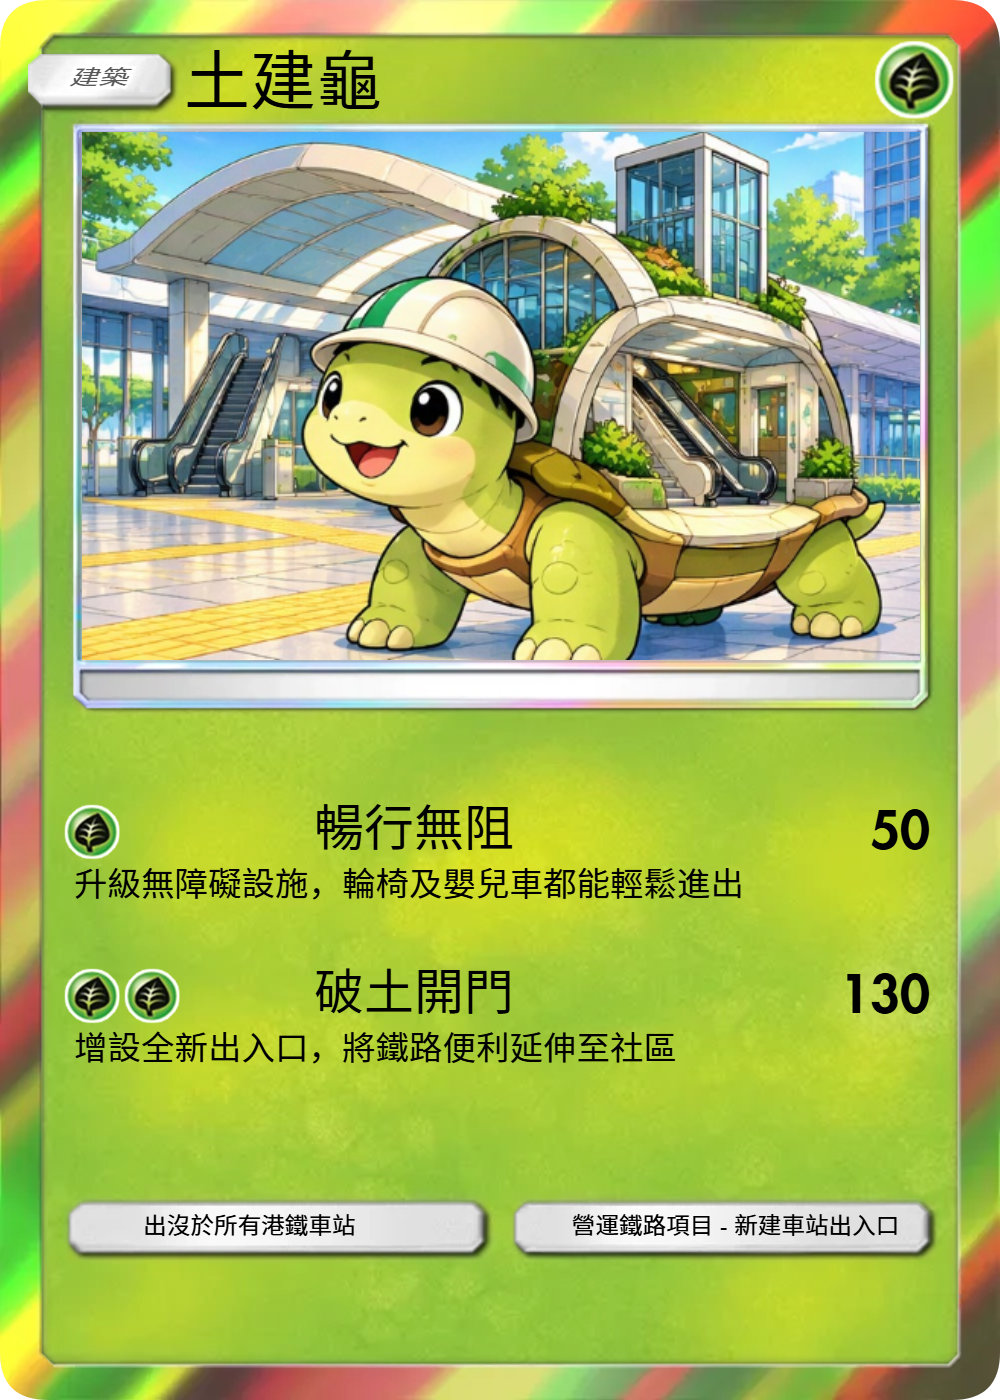 建築
土建龜
暢行無阻 50
升級無障礙設施，輪椅及嬰兒車都能輕鬆進出
破土開門 130
增設全新出入口，將鐵路便利延伸至社區
出沒於所有港鐵車站
營運鐵路項目 - 新建車站出入口